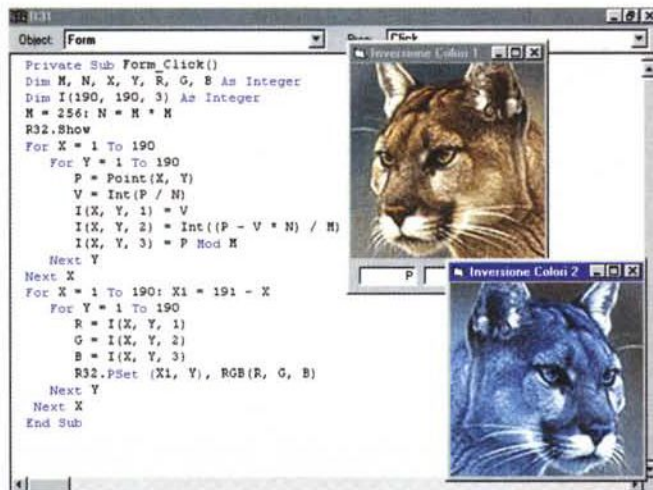 R31
Object: Form
Click
Private Sub Form_Click()
Dim M, N, X, Y, R, G, B As Integer
Dim I(190, 190, 3) As Integer
M = 256: N = M * M
R32.Show
For X = 1 To 190
For Y = 1 To 190
P = Point(X, Y)
V = Int(P / N)
I(X, Y, 1) = V
I(X, Y, 2) = Int((P - V * N) / M)
I(X, Y, 3) = P Mod M
Next Y
Next X
For X = 1 To 190: X1 = 191 - X
For Y = 1 To 190
R = I(X, Y, 1)
G = I(X, Y, 2)
B = I(X, Y, 3)
R32.PSet (X1, Y), RGB(R, G, B)
Next Y
Next X
End Sub
Inversione Colori 1
P
Inversione Colori 2